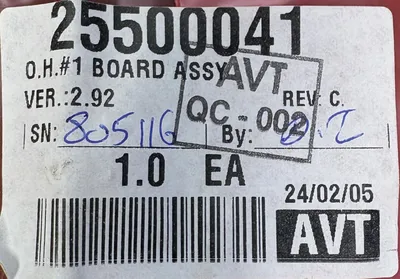 25500041
O.H.#1 BOARD ASSY
AVT
QC - 002
VER.:2.92 REV: C.
SN: 805116 By:
1.0 EA
24/02/05
AVT